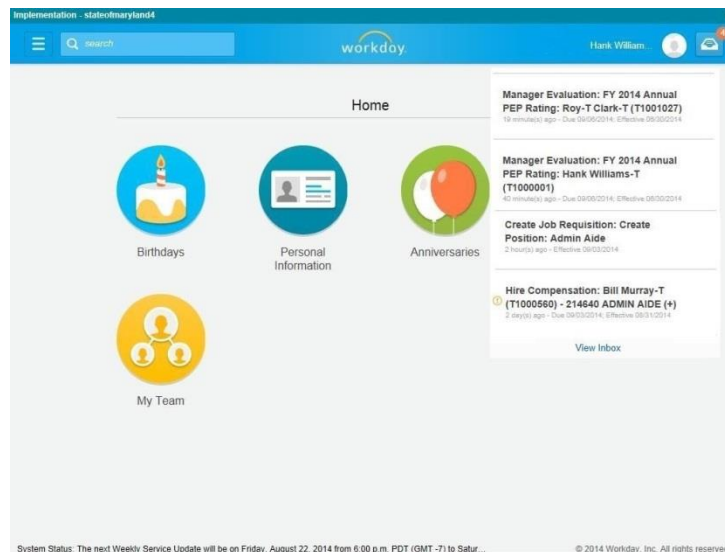 Implementation - stateofmaryland4
search
workday.
Hank William...
4
Home
Manager Evaluation: FY 2014 Annual
PEP Rating: Roy-T Clark-T (T1001027)
19 minute(s) ago - Due 09/06/2014; Effective 08/30/2014
Manager Evaluation: FY 2014 Annual
PEP Rating: Hank Williams-T
(T1000001)
40 minute(s) ago - Due 09/06/2014; Effective 08/30/2014
Create Job Requisition: Create
Position: Admin Aide
2 hour(s) ago - Effective 09/03/2014
Hire Compensation: Bill Murray-T
(T1000560) - 214640 ADMIN AIDE (+)
2 day(s) ago - Due 09/03/2014; Effective 08/31/2014
View Inbox
Birthdays
Personal
Information
Anniversaries
My Team
System Status: The next Weekly Service Update will be on Friday, August 22, 2014 from 6:00 p.m. PDT (GMT -7) to Satur...
© 2014 Workday, Inc. All rights reserve